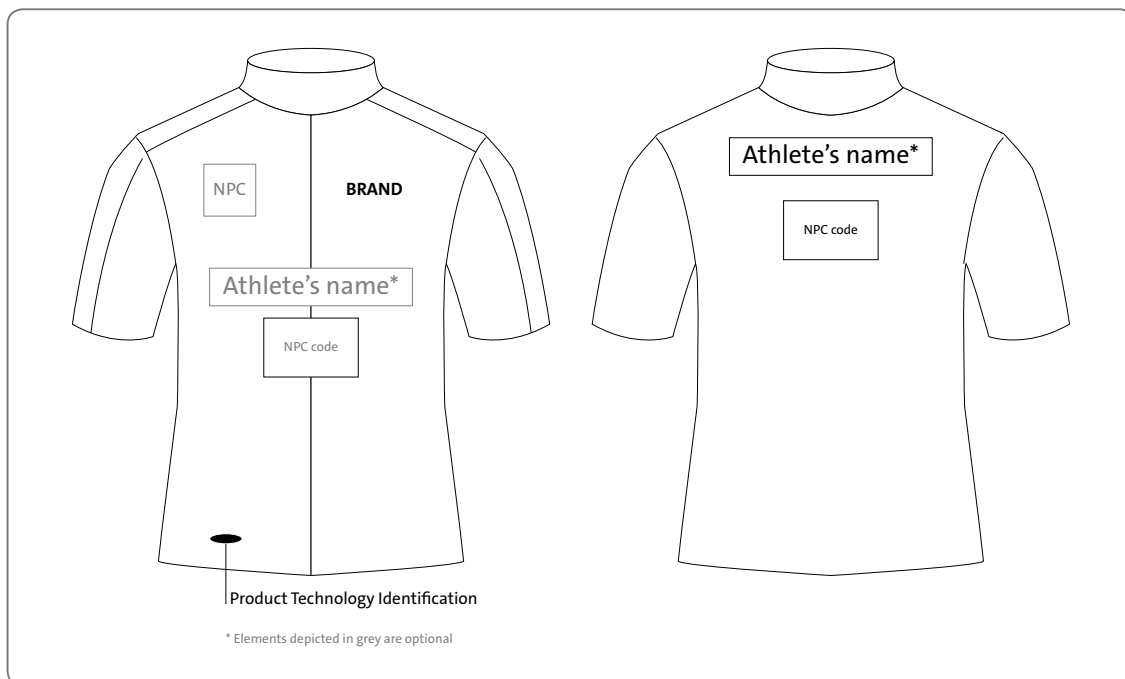 NPC
BRAND
Athlete’s name*
NPC code
Product Technology Identification
* Elements depicted in grey are optional
Athlete’s name*
NPC code